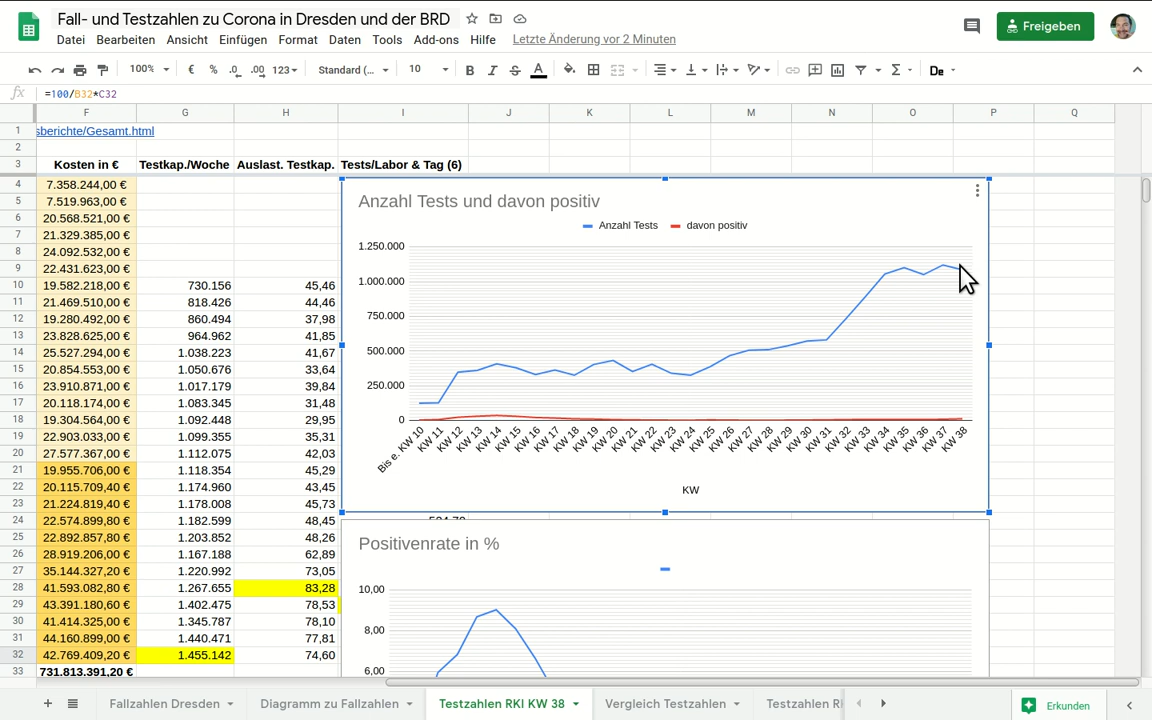 Fall- und Testzahlen zu Corona in Dresden und der BRD
Datei Bearbeiten Ansicht Einfügen Format Daten Tools Add-ons Hilfe Letzte Änderung vor 2 Minuten
Freigeben
100% € % .0 .00 123 Standard (... 10 B I S A Σ De
fx =100/B32*C32
F G H I J K L M N O P Q
1 sberichte/Gesamt.html
2
3 Kosten in € Testkap./Woche Auslast. Testkap. Tests/Labor & Tag (6)
4 7.358.244,00 €
5 7.519.963,00 €
6 20.568.521,00 €
7 21.329.385,00 €
8 24.092.532,00 €
9 22.431.623,00 €
10 19.582.218,00 € 730.156 45,46
11 21.469.510,00 € 818.426 44,46
12 19.280.492,00 € 860.494 37,98
13 23.828.625,00 € 964.962 41,85
14 25.527.294,00 € 1.038.223 41,67
15 20.854.553,00 € 1.050.676 33,64
16 23.910.871,00 € 1.017.179 39,84
17 20.118.174,00 € 1.083.345 31,48
18 19.304.564,00 € 1.092.448 29,95
19 22.903.033,00 € 1.099.355 35,31
20 27.577.367,00 € 1.112.075 42,03
21 19.955.706,00 € 1.118.354 45,29
22 20.115.709,40 € 1.174.960 43,45
23 21.224.819,40 € 1.178.008 45,73
24 22.574.899,80 € 1.182.599 48,45
25 22.892.857,80 € 1.203.852 48,26
26 28.919.206,00 € 1.167.188 62,89
27 35.144.327,20 € 1.220.992 73,05
28 41.593.082,80 € 1.267.655 83,28
29 43.391.180,60 € 1.402.475 78,53
30 41.414.325,00 € 1.345.787 78,10
31 44.160.899,00 € 1.440.471 77,81
32 42.769.409,20 € 1.455.142 74,60
33 731.813.391,20 €
Anzahl Tests und davon positiv
Anzahl Tests davon positiv
1.250.000
1.000.000
750.000
500.000
250.000
0
Bis e. KW 10 KW 11 KW 12 KW 13 KW 14 KW 15 KW 16 KW 17 KW 18 KW 19 KW 20 KW 21 KW 22 KW 23 KW 24 KW 25 KW 26 KW 27 KW 28 KW 29 KW 30 KW 31 KW 32 KW 33 KW 34 KW 35 KW 36 KW 37 KW 38
KW
Positivenrate in %
10,00
8,00
6,00
Fallzahlen Dresden Diagramm zu Fallzahlen Testzahlen RKI KW 38 Vergleich Testzahlen Testzahlen R Erkunden